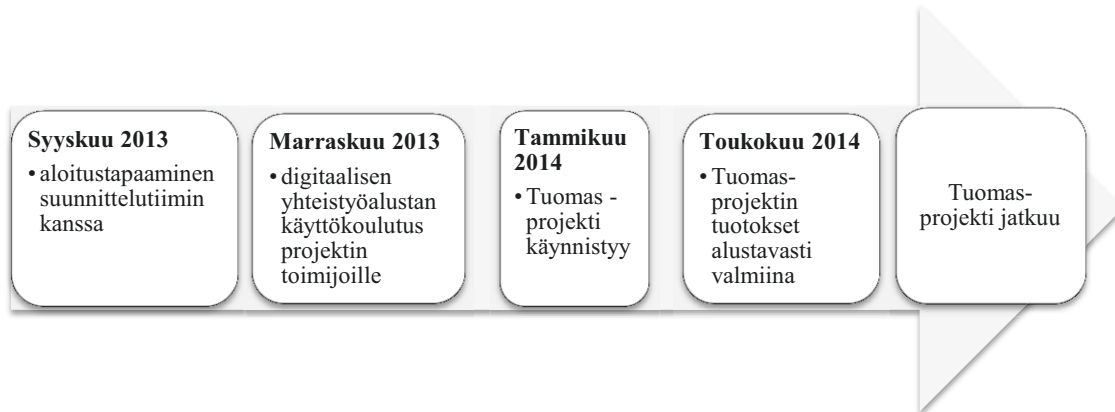 Syyskuu 2013
• aloitustapaaminen
suunnittelutiimin
kanssa
Marraskuu 2013
• digitaalisen
yhteistyöalustan
käyttökoulutus
projektin
toimijoille
Tammikuu
2014
• Tuomas -
projekti
käynnistyy
Toukokuu 2014
• Tuomas-
projektin
tuotokset
alustavasti
valmiina
Tuomas-
projekti jatkuu